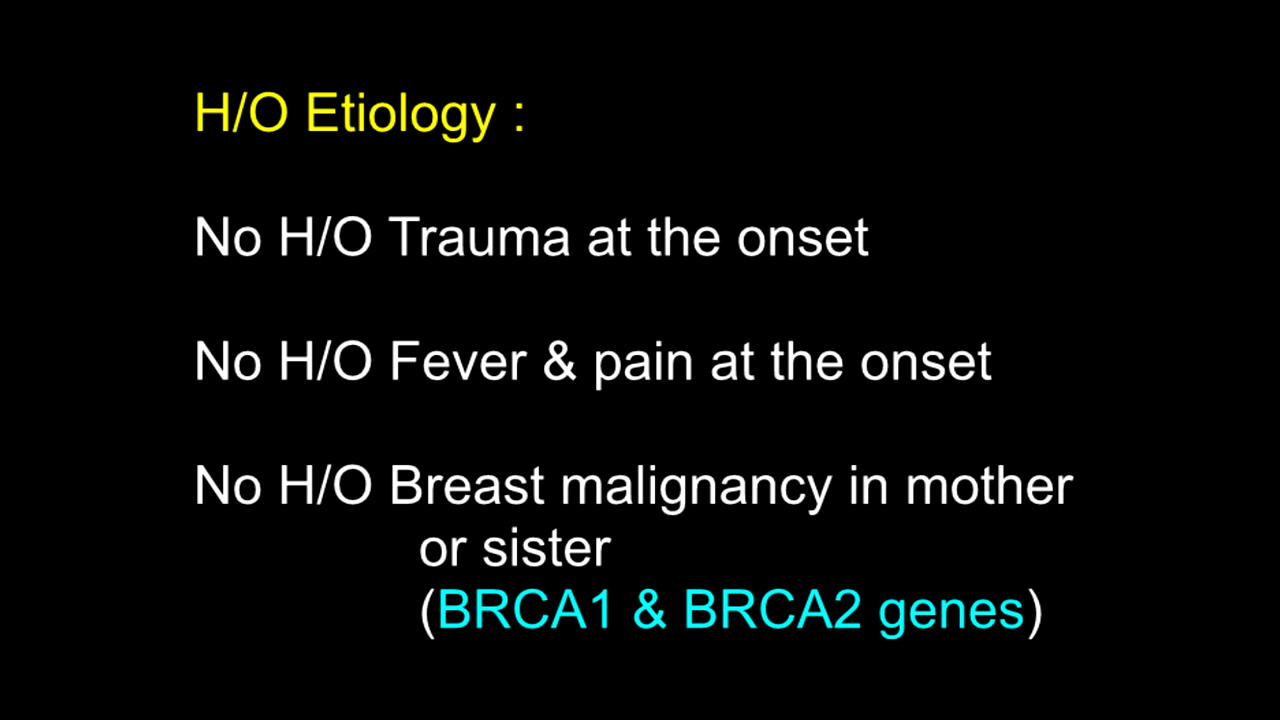 H/O Etiology :
No H/O Trauma at the onset
No H/O Fever & pain at the onset
No H/O Breast malignancy in mother
or sister
(BRCA1 & BRCA2 genes)